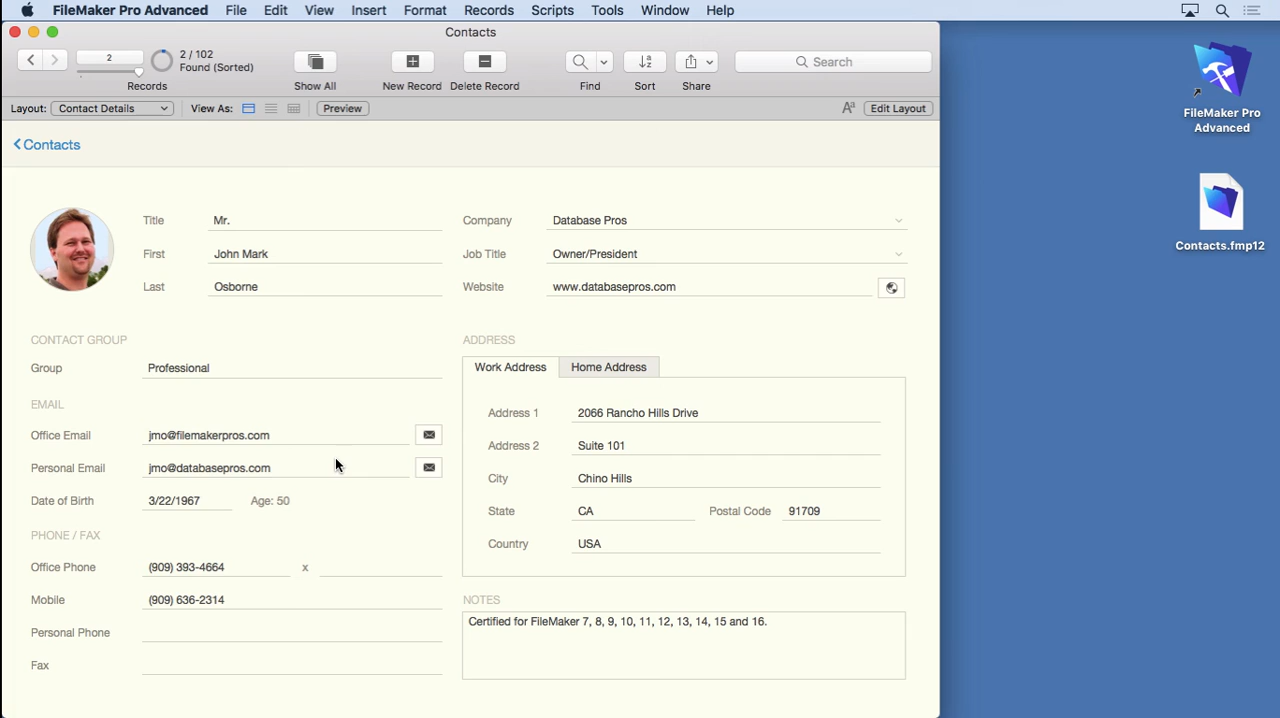 FileMaker Pro Advanced File Edit View Insert Format Records Scripts Tools Window Help
Contacts
2
2 / 102
Found (Sorted)
Search
Records Show All New Record Delete Record Find Sort Share
Layout: Contact Details View As: Preview Aª Edit Layout
Contacts
Title Mr.
First John Mark
Last Osborne
Company Database Pros
Job Title Owner/President
Website www.databasepros.com
CONTACT GROUP
Group Professional
EMAIL
Office Email jmo@filemakerpros.com
Personal Email jmo@databasepros.com
Date of Birth 3/22/1967 Age: 50
PHONE / FAX
Office Phone (909) 393-4664 x
Mobile (909) 636-2314
Personal Phone
Fax
ADDRESS
Work Address Home Address
Address 1 2066 Rancho Hills Drive
Address 2 Suite 101
City Chino Hills
State CA Postal Code 91709
Country USA
NOTES
Certified for FileMaker 7, 8, 9, 10, 11, 12, 13, 14, 15 and 16.
FileMaker Pro
Advanced
Contacts.fmp12